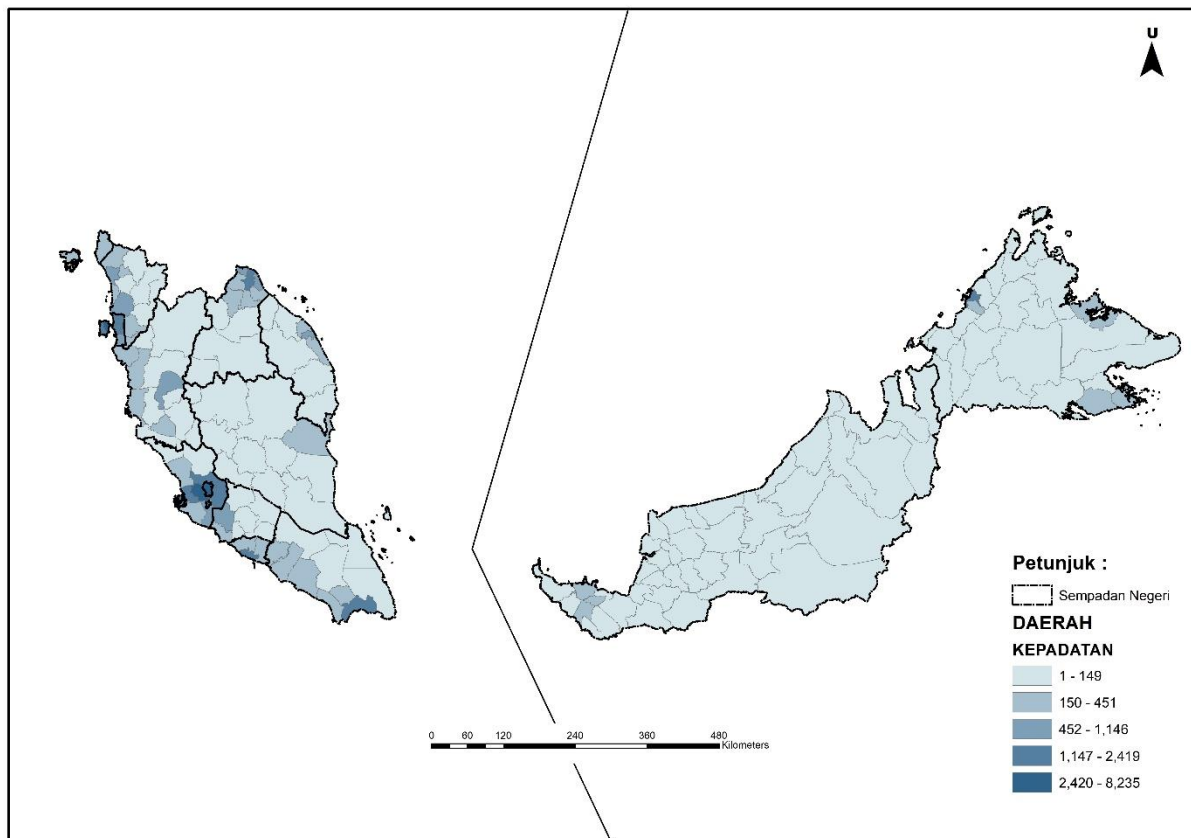 U
Petunjuk :
Sempadan Negeri
DAERAH
KEPADATAN
1 - 149
150 - 451
452 - 1,146
1,147 - 2,419
2,420 - 8,235
0 60 120 240 360 480
Kilometers